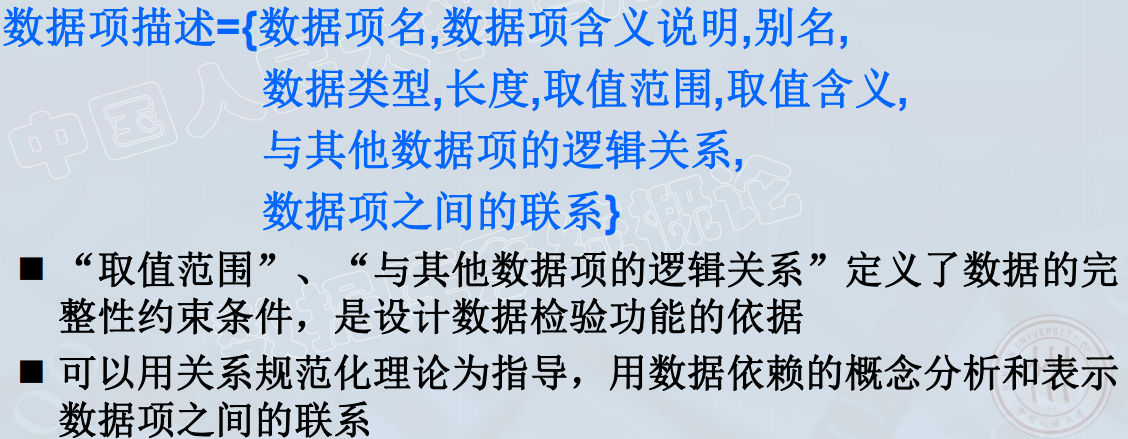 数据项描述={数据项名,数据项含义说明,别名,
数据类型,长度,取值范围,取值含义,
与其他数据项的逻辑关系,
数据项之间的联系}
■ “取值范围”、“与其他数据项的逻辑关系”定义了数据的完
整性约束条件，是设计数据检验功能的依据
■ 可以用关系规范化理论为指导，用数据依赖的概念分析和表示
数据项之间的联系